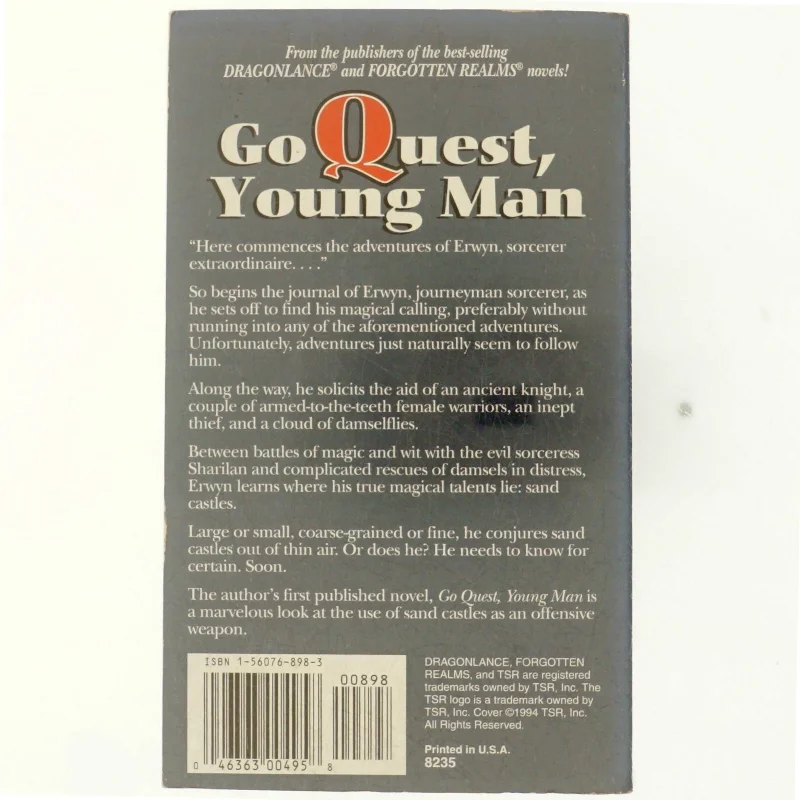 From the publishers of the best-selling
DRAGONLANCE® and FORGOTTEN REALMS® novels!
Go Quest,
Young Man
“Here commences the adventures of Erwyn, sorcerer
extraordinaire. . . .”
So begins the journal of Erwyn, journeyman sorcerer, as
he sets off to find his magical calling, preferably without
running into any of the aforementioned adventures.
Unfortunately, adventures just naturally seem to follow
him.
Along the way, he solicits the aid of an ancient knight, a
couple of armed-to-the-teeth female warriors, an inept
thief, and a cloud of damselflies.
Between battles of magic and wit with the evil sorceress
Sharilan and complicated rescues of damsels in distress,
Erwyn learns where his true magical talents lie: sand
castles.
Large or small, coarse-grained or fine, he conjures sand
castles out of thin air. Or does he? He needs to know for
certain. Soon.
The author’s first published novel, Go Quest, Young Man is
a marvelous look at the use of sand castles as an offensive
weapon.
ISBN 1-56076-898-3
00898
0 46363 00495 8
DRAGONLANCE, FORGOTTEN
REALMS, and TSR are registered
trademarks owned by TSR, Inc. The
TSR logo is a trademark owned by
TSR, Inc. Cover ©1994 TSR, Inc.
All Rights Reserved.
Printed in U.S.A.
8235